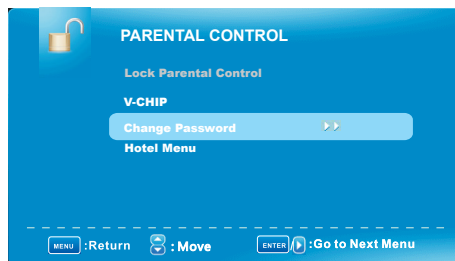 PARENTAL CONTROL
Lock Parental Control
V-CHIP
Change Password
Hotel Menu
MENU :Return : Move ENTER / :Go to Next Menu